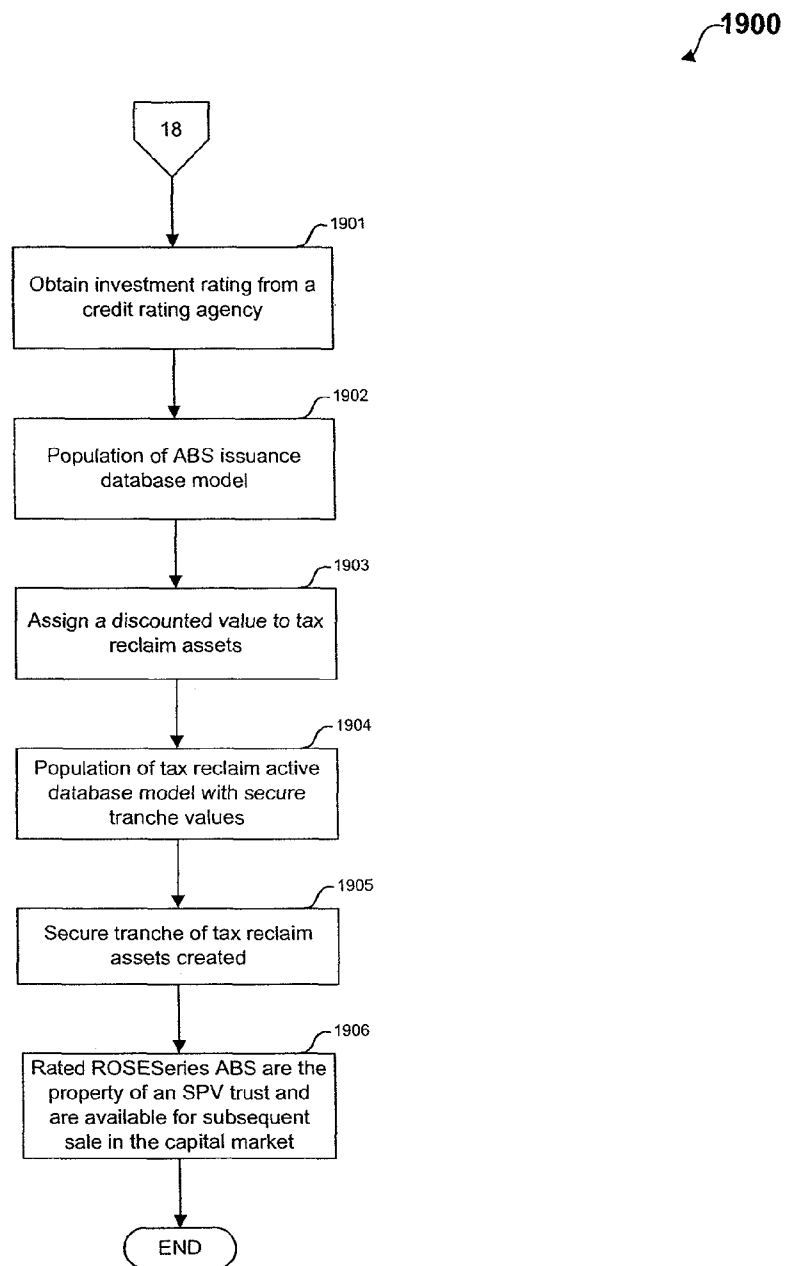 1900
18
1901
Obtain investment rating from a
credit rating agency
1902
Population of ABS issuance
database model
1903
Assign a discounted value to tax
reclaim assets
1904
Population of tax reclaim active
database model with secure
tranche values
1905
Secure tranche of tax reclaim
assets created
1906
Rated ROSESeries ABS are the
property of an SPV trust and
are available for subsequent
sale in the capital market
END